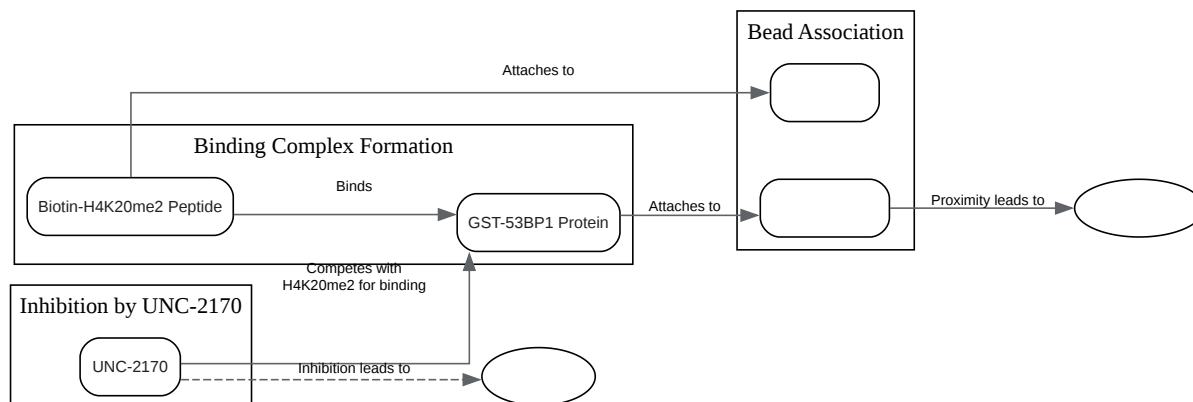 Bead Association
Attaches to
Binding Complex Formation
Biotin-H4K20me2 Peptide
Binds
GST-53BP1 Protein
Attaches to
Proximity leads to
Competes with
H4K20me2 for binding
Inhibition by UNC-2170
UNC-2170
Inhibition leads to